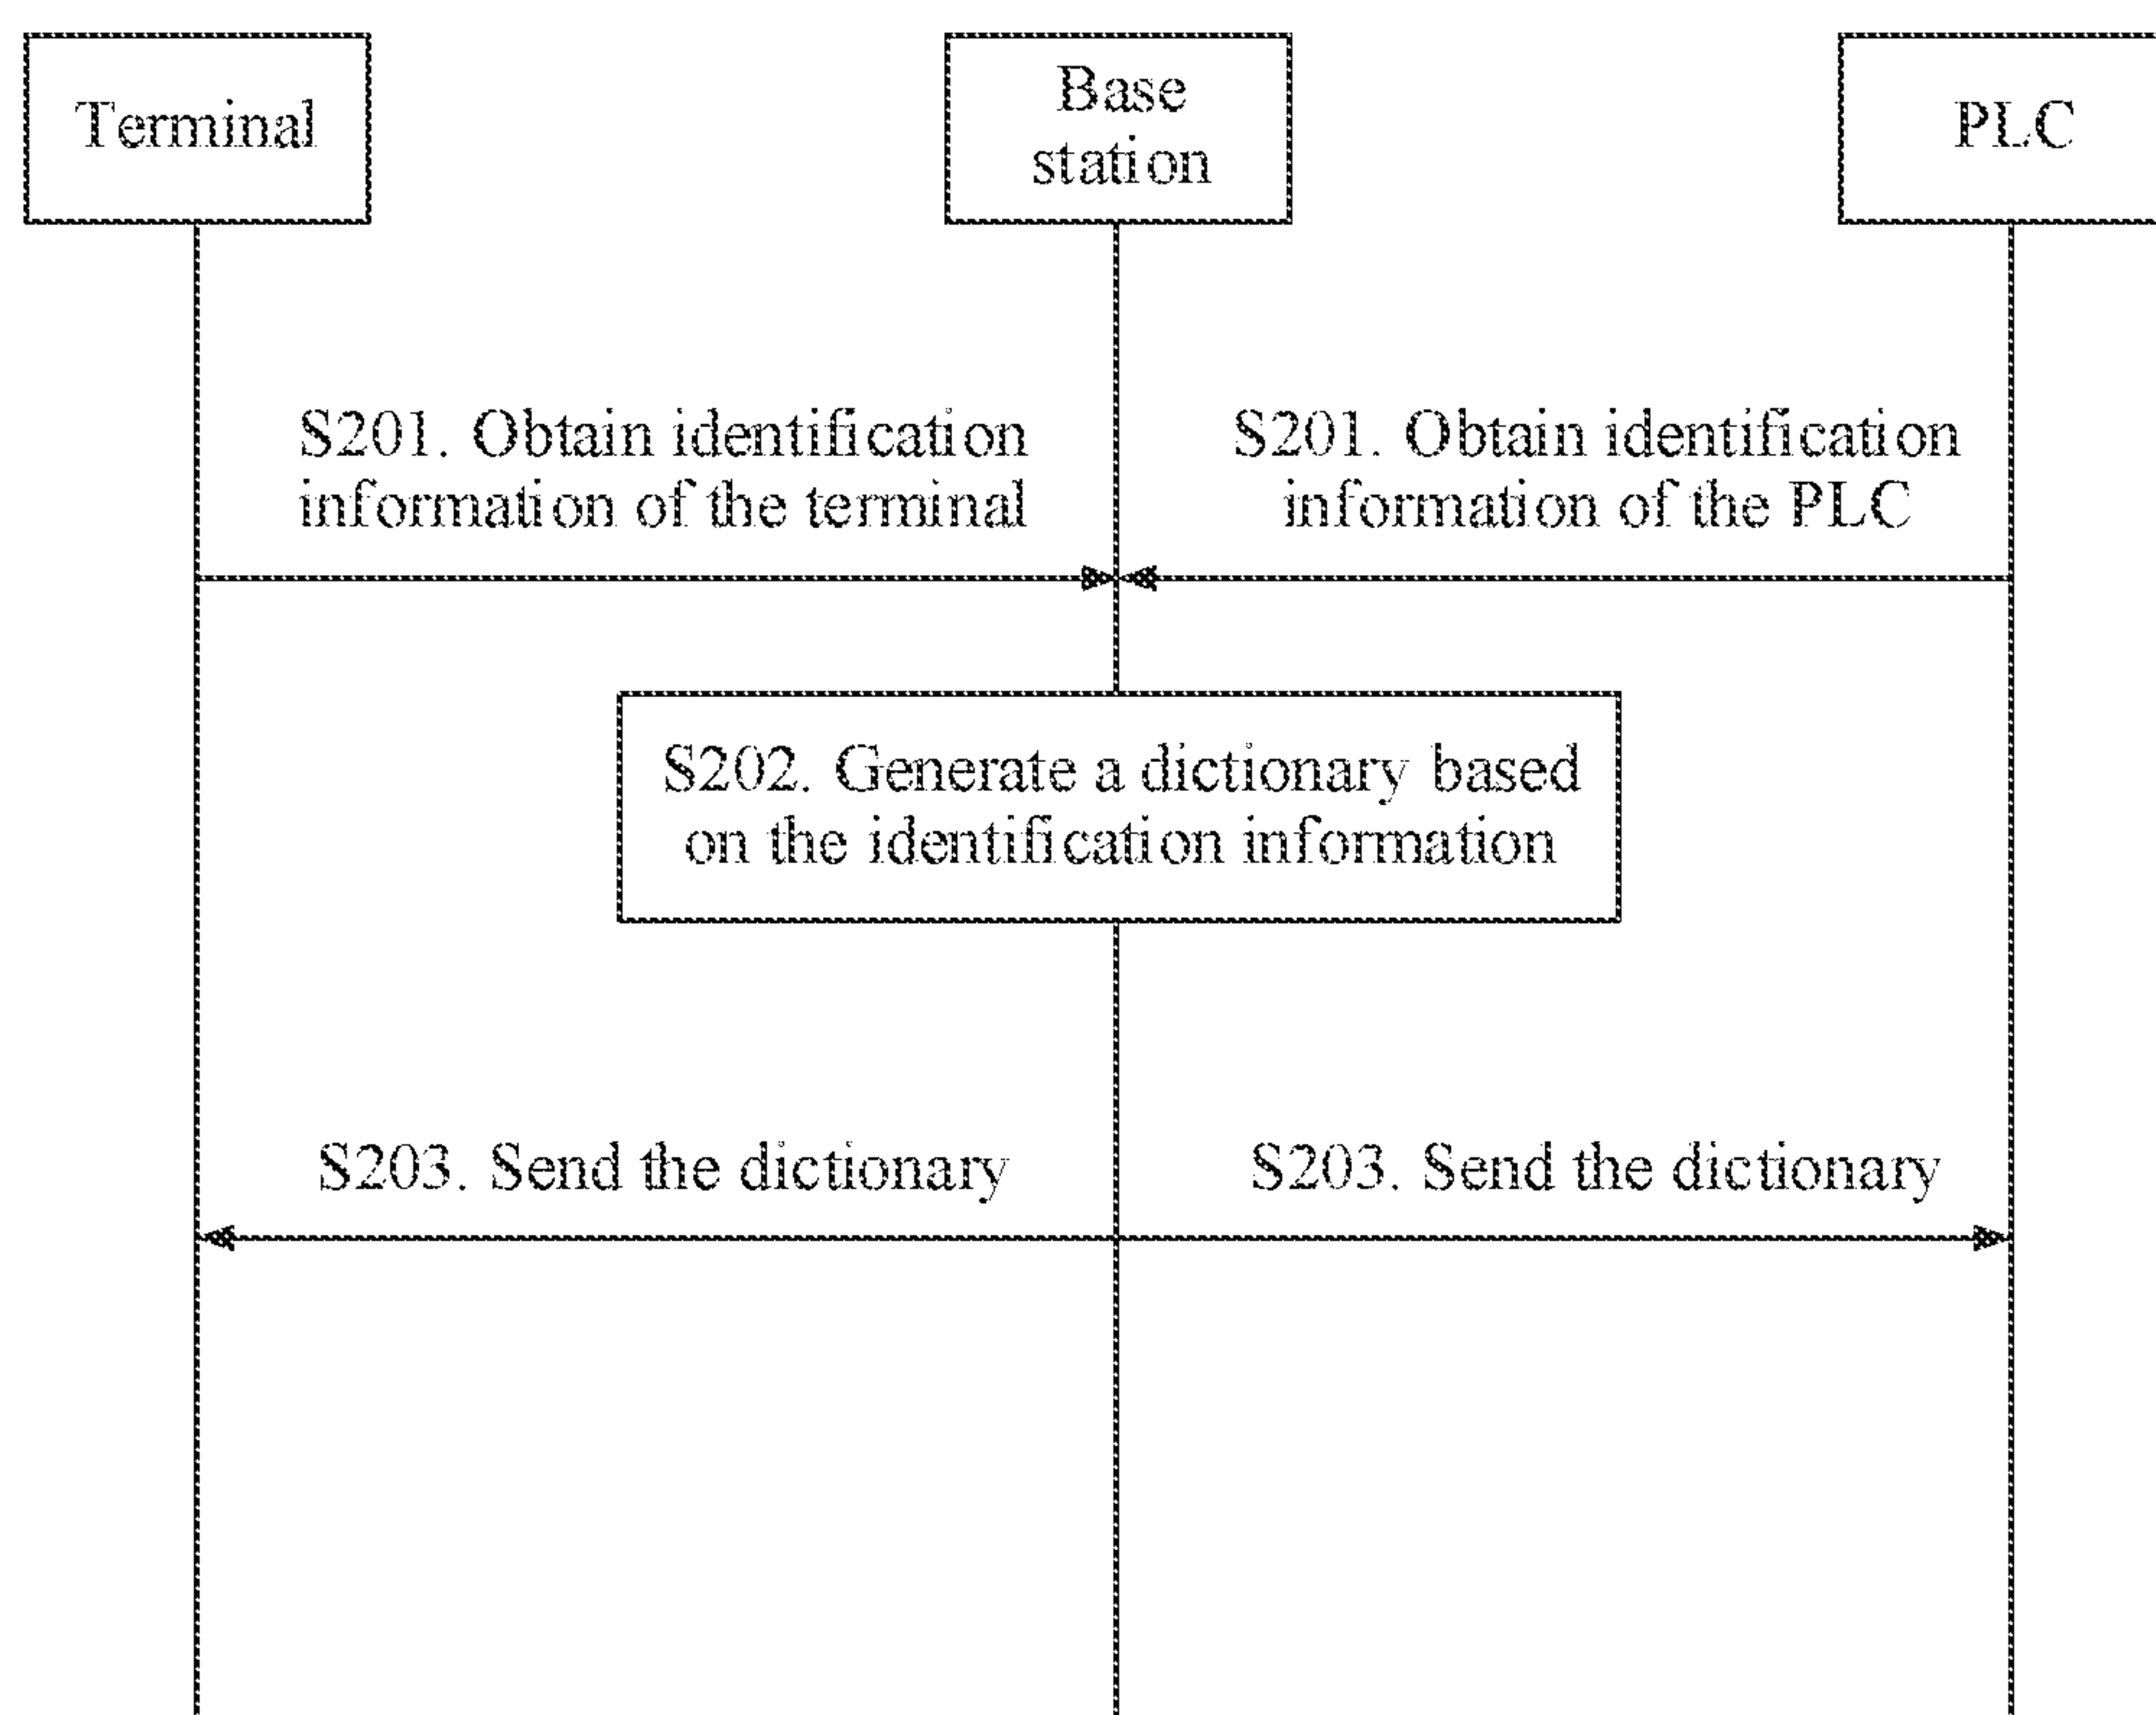 Terminal
Base
station
PLC
S201. Obtain identification
information of the terminal
S201. Obtain identification
information of the PLC
S202. Generate a dictionary based
on the identification information
S203. Send the dictionary
S203. Send the dictionary